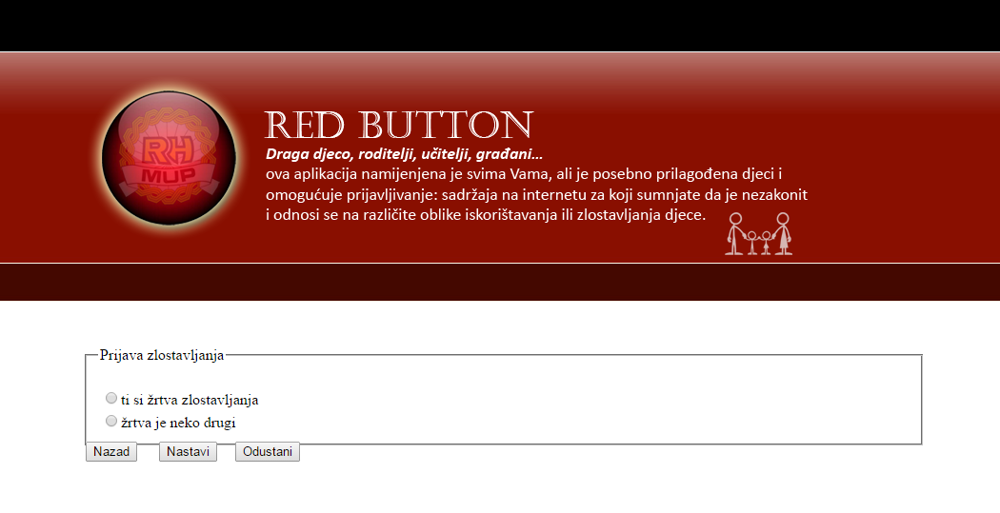 RH
MUP
RED BUTTON
Draga djeco, roditelji, učitelji, građani...
ova aplikacija namijenjena je svima Vama, ali je posebno prilagođena djeci i
omogućuje prijavljivanje: sadržaja na internetu za koji sumnjate da je nezakonit
i odnosi se na različite oblike iskorištavanja ili zlostavljanja djece.
Prijava zlostavljanja
ti si žrtva zlostavljanja
žrtva je neko drugi
Nazad Nastavi Odustani